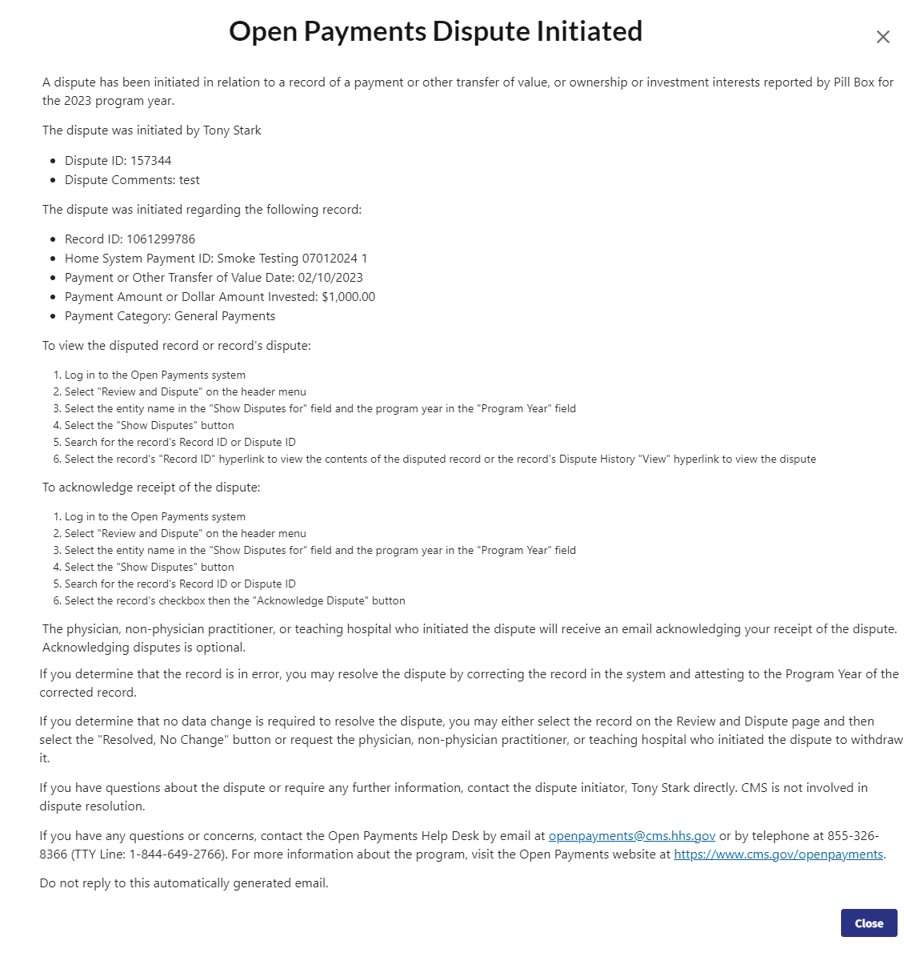 Open Payments Dispute Initiated
A dispute has been initiated in relation to a record of a payment or other transfer of value, or ownership or investment interests reported by Pill Box for
the 2023 program year.
The dispute was initiated by Tony Stark
• Dispute ID: 157344
• Dispute Comments: test
The dispute was initiated regarding the following record:
• Record ID: 1061299786
• Home System Payment ID: Smoke Testing 07012024 1
• Payment or Other Transfer of Value Date: 02/10/2023
• Payment Amount or Dollar Amount Invested: $1,000.00
• Payment Category: General Payments
To view the disputed record or record's dispute:
1. Log in to the Open Payments system
2. Select "Review and Dispute" on the header menu
3. Select the entity name in the "Show Disputes for" field and the program year in the "Program Year" field
4. Select the "Show Disputes" button
5. Search for the record's Record ID or Dispute ID
6. Select the record's "Record ID" hyperlink to view the contents of the disputed record or the record's Dispute History "View" hyperlink to view the dispute
To acknowledge receipt of the dispute:
1. Log in to the Open Payments system
2. Select "Review and Dispute" on the header menu
3. Select the entity name in the "Show Disputes for" field and the program year in the "Program Year" field
4. Select the "Show Disputes" button
5. Search for the record's Record ID or Dispute ID
6. Select the record's checkbox then the "Acknowledge Dispute" button
The physician, non-physician practitioner, or teaching hospital who initiated the dispute will receive an email acknowledging your receipt of the dispute.
Acknowledging disputes is optional.
If you determine that the record is in error, you may resolve the dispute by correcting the record in the system and attesting to the Program Year of the
corrected record.
If you determine that no data change is required to resolve the dispute, you may either select the record on the Review and Dispute page and then
select the "Resolved, No Change" button or request the physician, non-physician practitioner, or teaching hospital who initiated the dispute to withdraw
it.
If you have questions about the dispute or require any further information, contact the dispute initiator, Tony Stark directly. CMS is not involved in
dispute resolution.
If you have any questions or concerns, contact the Open Payments Help Desk by email at openpayments@cms.hhs.gov or by telephone at 855-326-
8366 (TTY Line: 1-844-649-2766). For more information about the program, visit the Open Payments website at https://www.cms.gov/openpayments.
Do not reply to this automatically generated email.
Close